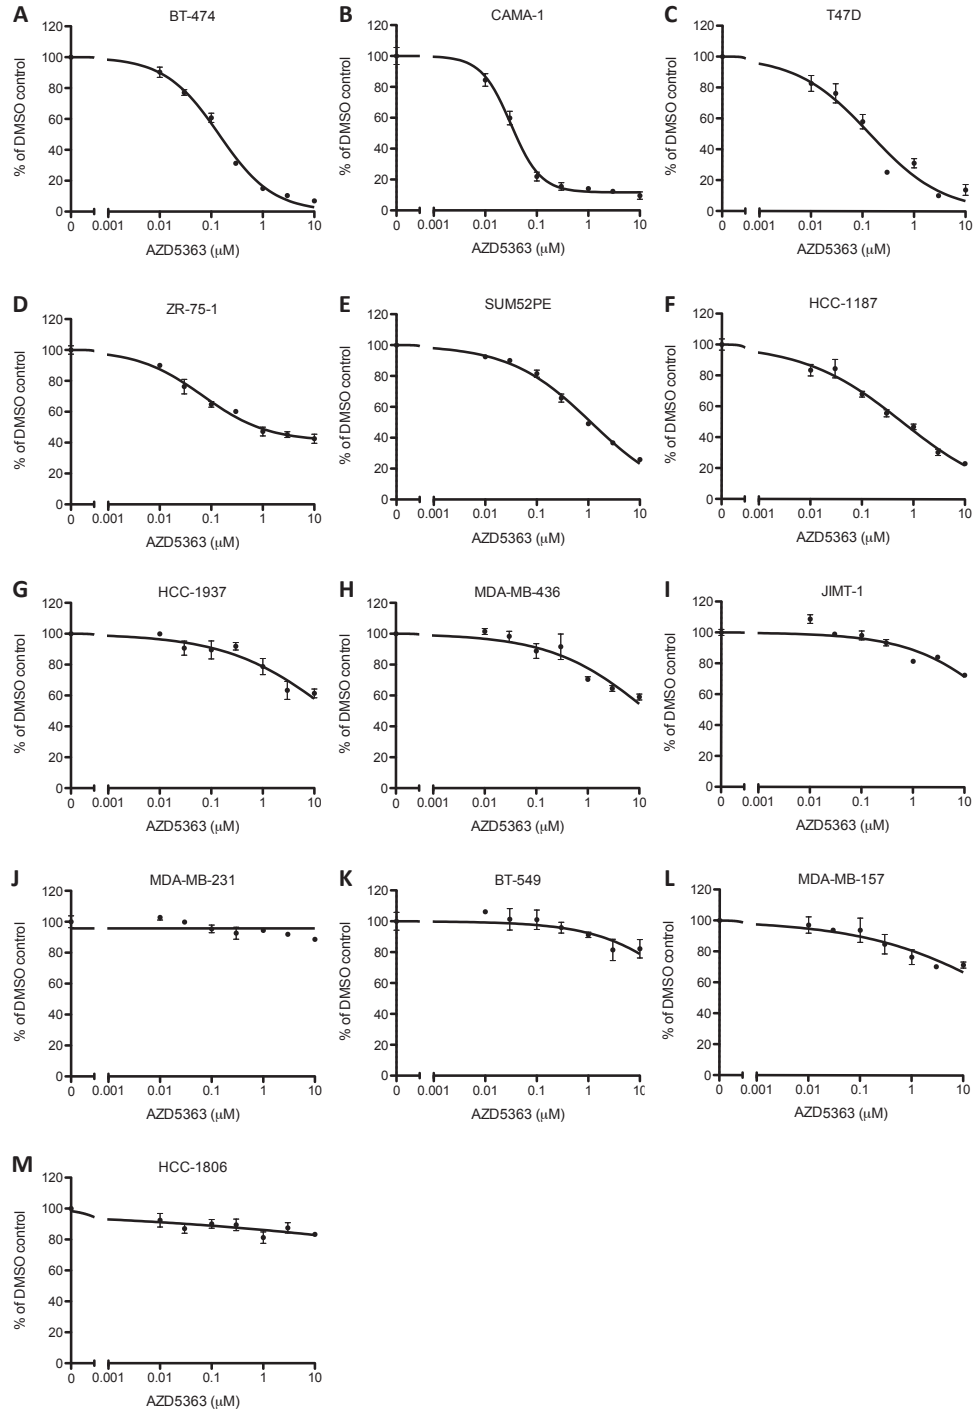 A
BT-474
% of DMSO control
120
100
80
60
40
20
0
0 0.001 0.01 0.1 1 10
AZD5363 (μM)
B
CAMA-1
% of DMSO control
120
100
80
60
40
20
0
0 0.001 0.01 0.1 1 10
AZD5363 (μM)
C
T47D
% of DMSO control
120
100
80
60
40
20
0
0 0.001 0.01 0.1 1 10
AZD5363 (μM)
D
ZR-75-1
% of DMSO control
120
100
80
60
40
20
0
0 0.001 0.01 0.1 1 10
AZD5363 (μM)
E
SUM52PE
% of DMSO control
120
100
80
60
40
20
0
0 0.001 0.01 0.1 1 10
AZD5363 (μM)
F
HCC-1187
% of DMSO control
120
100
80
60
40
20
0
0 0.001 0.01 0.1 1 10
AZD5363 (μM)
G
HCC-1937
% of DMSO control
120
100
80
60
40
20
0
0 0.001 0.01 0.1 1 10
AZD5363 (μM)
H
MDA-MB-436
% of DMSO control
120
100
80
60
40
20
0
0 0.001 0.01 0.1 1 10
AZD5363 (μM)
I
JIMT-1
% of DMSO control
120
100
80
60
40
20
0
0 0.001 0.01 0.1 1 10
AZD5363 (μM)
J
MDA-MB-231
% of DMSO control
120
100
80
60
40
20
0
0 0.001 0.01 0.1 1 10
AZD5363 (μM)
K
BT-549
% of DMSO control
120
100
80
60
40
20
0
0 0.001 0.01 0.1 1 10
AZD5363 (μM)
L
MDA-MB-157
% of DMSO control
120
100
80
60
40
20
0
0 0.001 0.01 0.1 1 10
AZD5363 (μM)
M
HCC-1806
% of DMSO control
120
100
80
60
40
20
0
0 0.001 0.01 0.1 1 10
AZD5363 (μM)